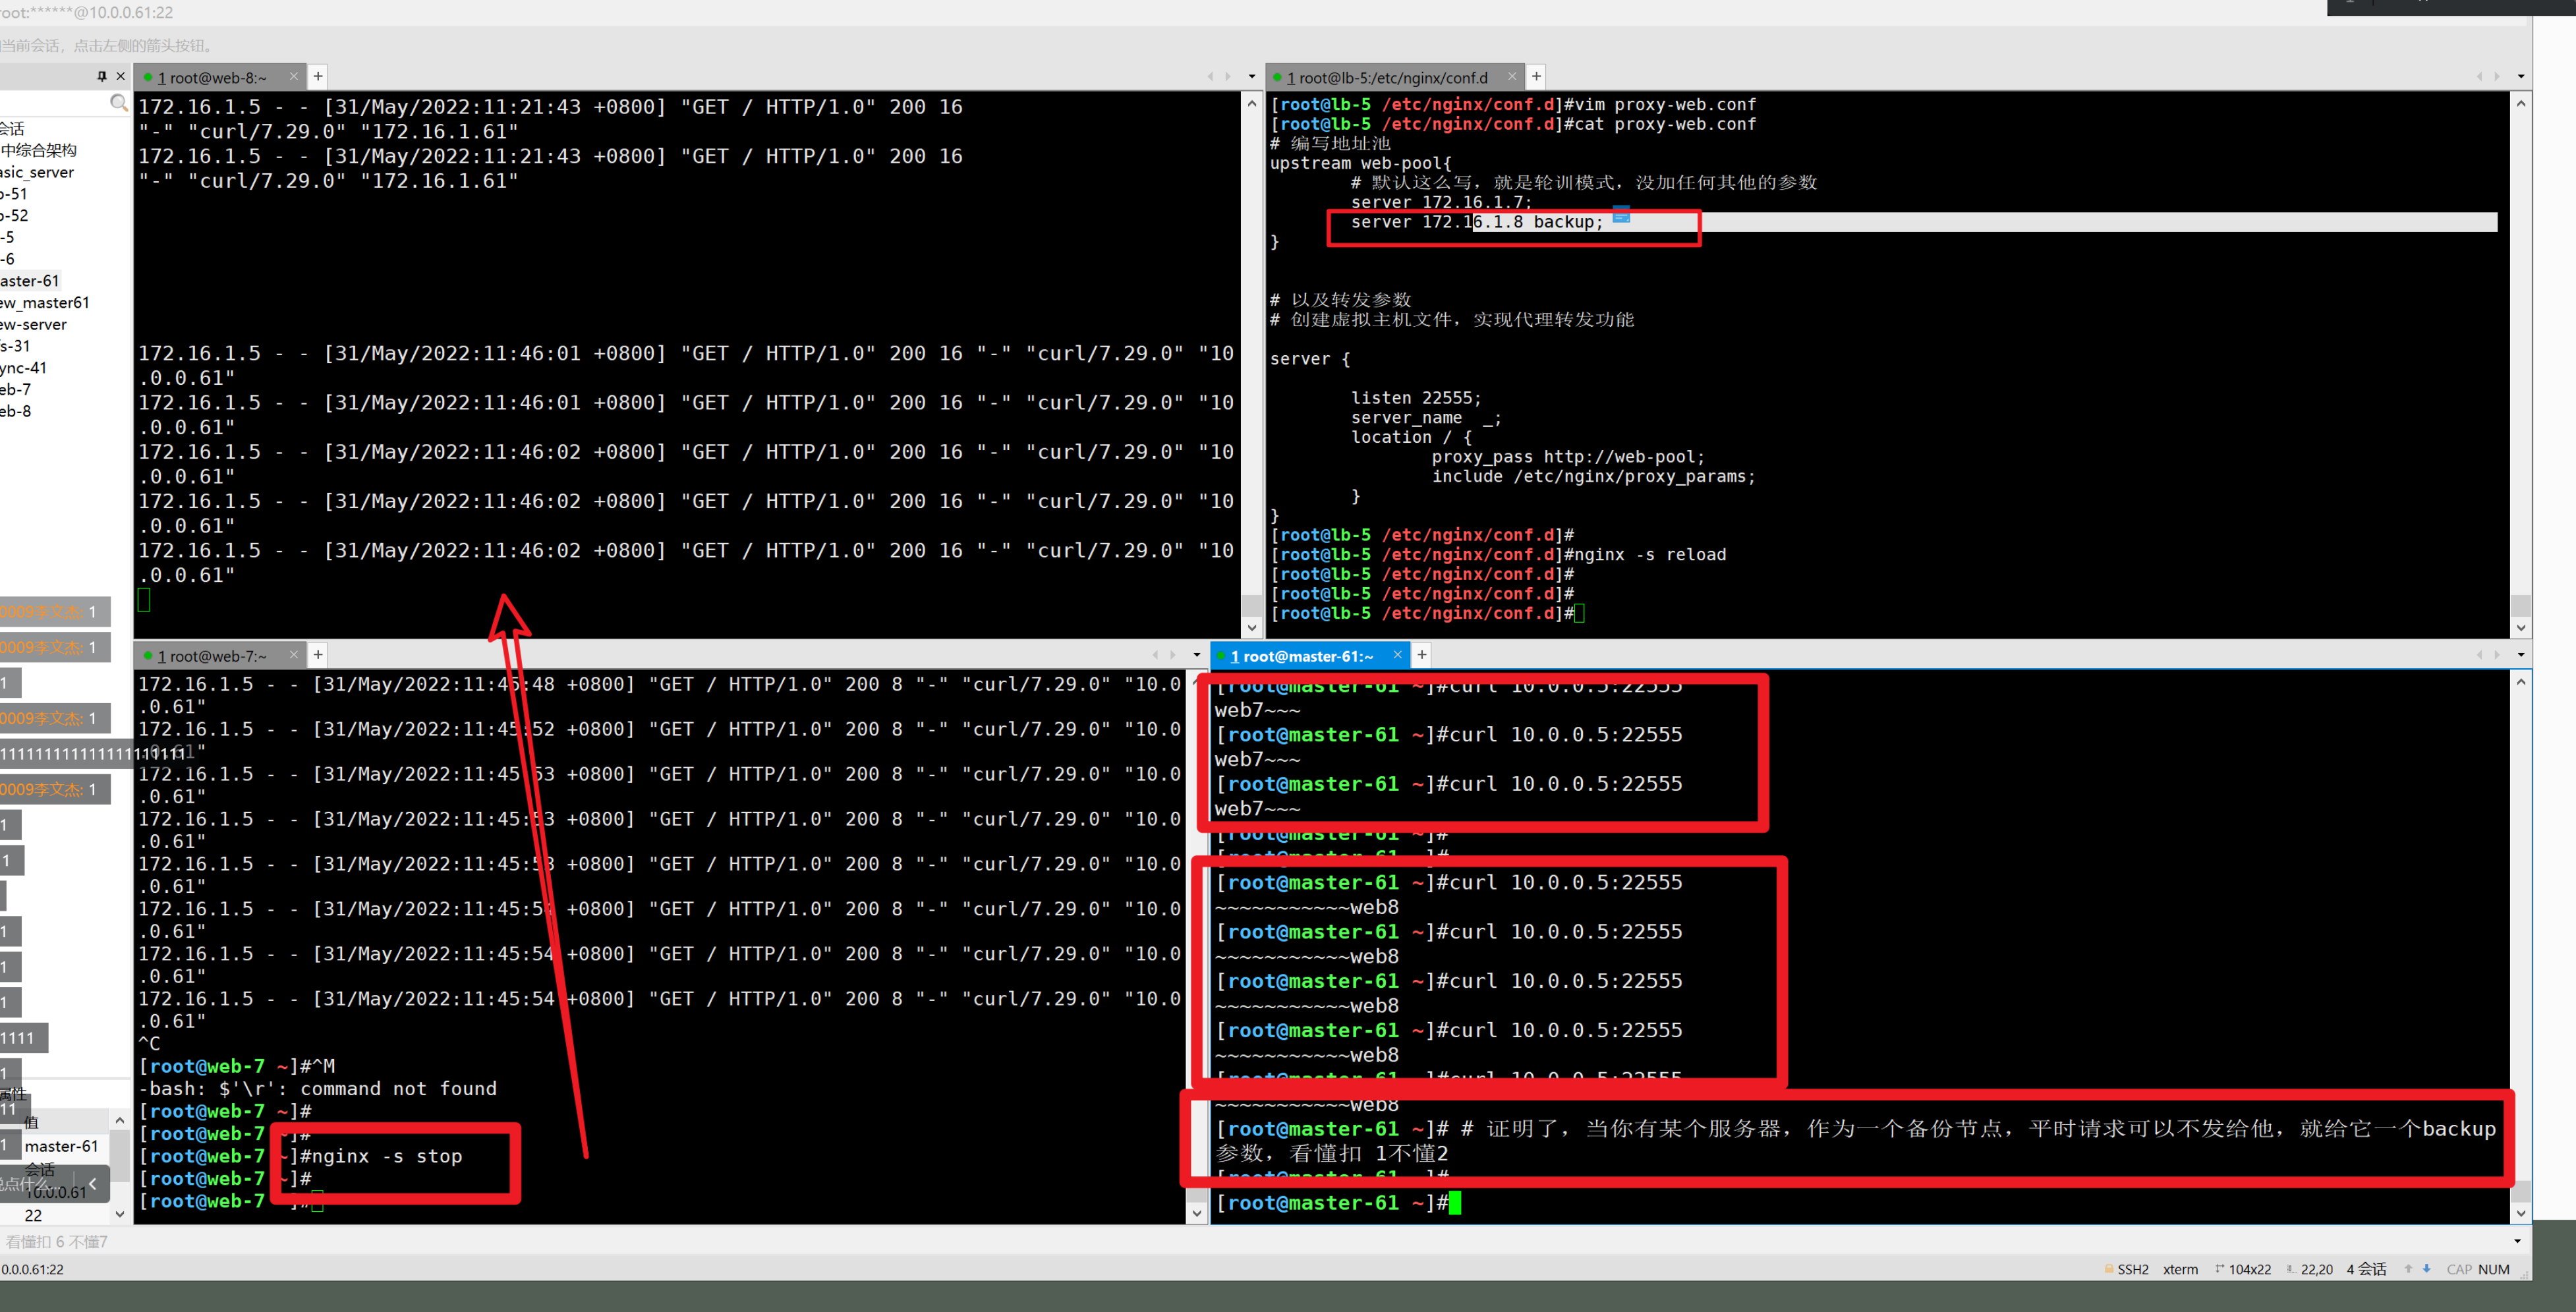 root:******@10.0.0.61:22
当前会话，点击左侧的箭头按钮。
会话
中综合架构
asic_server
-51
-52
-5
-6
aster-61
ew_master61
ew-server
s-31
ync-41
eb-7
eb-8
1 root@web-8:~
172.16.1.5 - - [31/May/2022:11:21:43 +0800] "GET / HTTP/1.0" 200 16
"-" "curl/7.29.0" "172.16.1.61"
172.16.1.5 - - [31/May/2022:11:21:43 +0800] "GET / HTTP/1.0" 200 16
"-" "curl/7.29.0" "172.16.1.61"
172.16.1.5 - - [31/May/2022:11:46:01 +0800] "GET / HTTP/1.0" 200 16 "-" "curl/7.29.0" "10
.0.0.61"
172.16.1.5 - - [31/May/2022:11:46:01 +0800] "GET / HTTP/1.0" 200 16 "-" "curl/7.29.0" "10
.0.0.61"
172.16.1.5 - - [31/May/2022:11:46:02 +0800] "GET / HTTP/1.0" 200 16 "-" "curl/7.29.0" "10
.0.0.61"
172.16.1.5 - - [31/May/2022:11:46:02 +0800] "GET / HTTP/1.0" 200 16 "-" "curl/7.29.0" "10
.0.0.61"
172.16.1.5 - - [31/May/2022:11:46:02 +0800] "GET / HTTP/1.0" 200 16 "-" "curl/7.29.0" "10
.0.0.61"
1 root@lb-5:/etc/nginx/conf.d
[root@lb-5 /etc/nginx/conf.d]#vim proxy-web.conf
[root@lb-5 /etc/nginx/conf.d]#cat proxy-web.conf
# 编写地址池
upstream web-pool{
# 默认这么写，就是轮训模式，没加任何其他的参数
server 172.16.1.7;
server 172.16.1.8 backup;
}
# 以及转发参数
# 创建虚拟主机文件，实现代理转发功能
server {
listen 22555;
server_name _;
location / {
proxy_pass http://web-pool;
include /etc/nginx/proxy_params;
}
}
[root@lb-5 /etc/nginx/conf.d]#
[root@lb-5 /etc/nginx/conf.d]#nginx -s reload
[root@lb-5 /etc/nginx/conf.d]#
[root@lb-5 /etc/nginx/conf.d]#
[root@lb-5 /etc/nginx/conf.d]#
0009李文杰: 1
0009李文杰: 1
1
0009李文杰: 1
0009李文杰: 1
1
1
1
1
1
1111
1
11
1
属性
值
master-61
会话
10.0.0.61
22
1 root@web-7:~
172.16.1.5 - - [31/May/2022:11:45:48 +0800] "GET / HTTP/1.0" 200 8 "-" "curl/7.29.0" "10.0
.0.61"
172.16.1.5 - - [31/May/2022:11:45:52 +0800] "GET / HTTP/1.0" 200 8 "-" "curl/7.29.0" "10.0
.0.61"
172.16.1.5 - - [31/May/2022:11:45:53 +0800] "GET / HTTP/1.0" 200 8 "-" "curl/7.29.0" "10.0
.0.61"
172.16.1.5 - - [31/May/2022:11:45:53 +0800] "GET / HTTP/1.0" 200 8 "-" "curl/7.29.0" "10.0
.0.61"
172.16.1.5 - - [31/May/2022:11:45:53 +0800] "GET / HTTP/1.0" 200 8 "-" "curl/7.29.0" "10.0
.0.61"
172.16.1.5 - - [31/May/2022:11:45:54 +0800] "GET / HTTP/1.0" 200 8 "-" "curl/7.29.0" "10.0
.0.61"
172.16.1.5 - - [31/May/2022:11:45:54 +0800] "GET / HTTP/1.0" 200 8 "-" "curl/7.29.0" "10.0
.0.61"
172.16.1.5 - - [31/May/2022:11:45:54 +0800] "GET / HTTP/1.0" 200 8 "-" "curl/7.29.0" "10.0
.0.61"
^C
[root@web-7 ~]#^M
-bash: $'\r': command not found
[root@web-7 ~]#
[root@web-7 ~]#
[root@web-7 ~]#nginx -s stop
[root@web-7 ~]#
[root@web-7 ~]#
1 root@master-61:~
[root@master-61 ~]#curl 10.0.0.5:22555
web7~~~
[root@master-61 ~]#curl 10.0.0.5:22555
web7~~~
[root@master-61 ~]#curl 10.0.0.5:22555
web7~~~
[root@master-61 ~]#
[root@master-61 ~]#
[root@master-61 ~]#curl 10.0.0.5:22555
~~~~~~~~~~~web8
[root@master-61 ~]#curl 10.0.0.5:22555
~~~~~~~~~~~web8
[root@master-61 ~]#curl 10.0.0.5:22555
~~~~~~~~~~~web8
[root@master-61 ~]#curl 10.0.0.5:22555
~~~~~~~~~~~web8
[root@master-61 ~]#curl 10.0.0.5:22555
~~~~~~~~~~~web8
[root@master-61 ~]# # 证明了，当你有某个服务器，作为一个备份节点，平时请求可以不发给他，就给它一个backup
参数，看懂扣 1不懂2
[root@master-61 ~]#
[root@master-61 ~]#
看懂扣 6 不懂7
0.0.0.61:22
SSH2 xterm 104x22 22,20 4 会话 CAP NUM